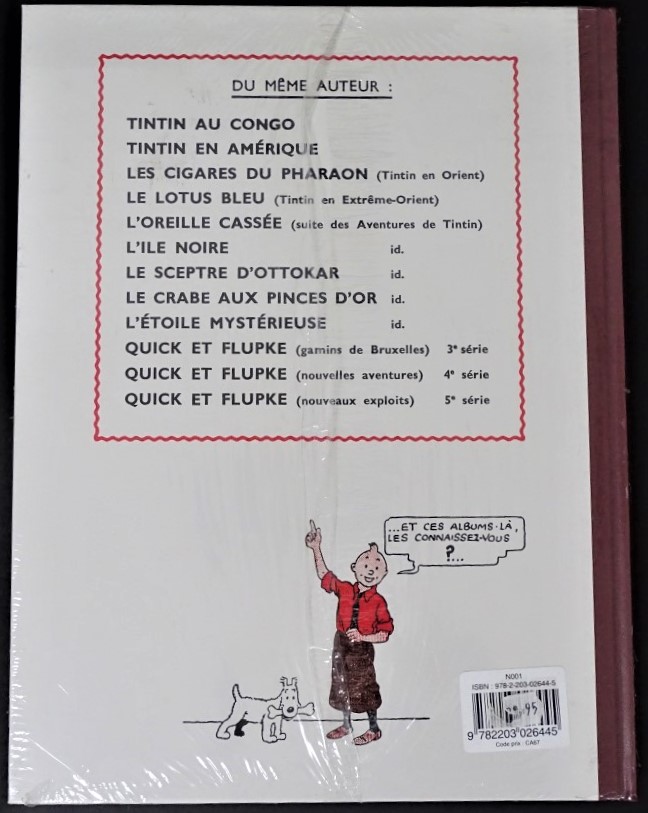 DU MêME AUTEUR :
TINTIN AU CONGO
TINTIN EN AMÉRIQUE
LES CIGARES DU PHARAON (Tintin en Orient)
LE LOTUS BLEU (Tintin en Extrême-Orient)
L'OREILLE CASSÉE (suite des Aventures de Tintin)
L'ILE NOIRE id.
LE SCEPTRE D'OTTOKAR id.
LE CRABE AUX PINCES D'OR id.
L'ÉTOILE MYSTÉRIEUSE id.
QUICK ET FLUPKE (gamins de Bruxelles) 3e série
QUICK ET FLUPKE (nouvelles aventures) 4e série
QUICK ET FLUPKE (nouveaux exploits) 5e série
...ET CES ALBUMS-LÀ,
LES CONNAISSEZ-VOUS
?...
N001
ISBN : 978-2-203-02644-5
9 782203 026445
Code prix : CA67